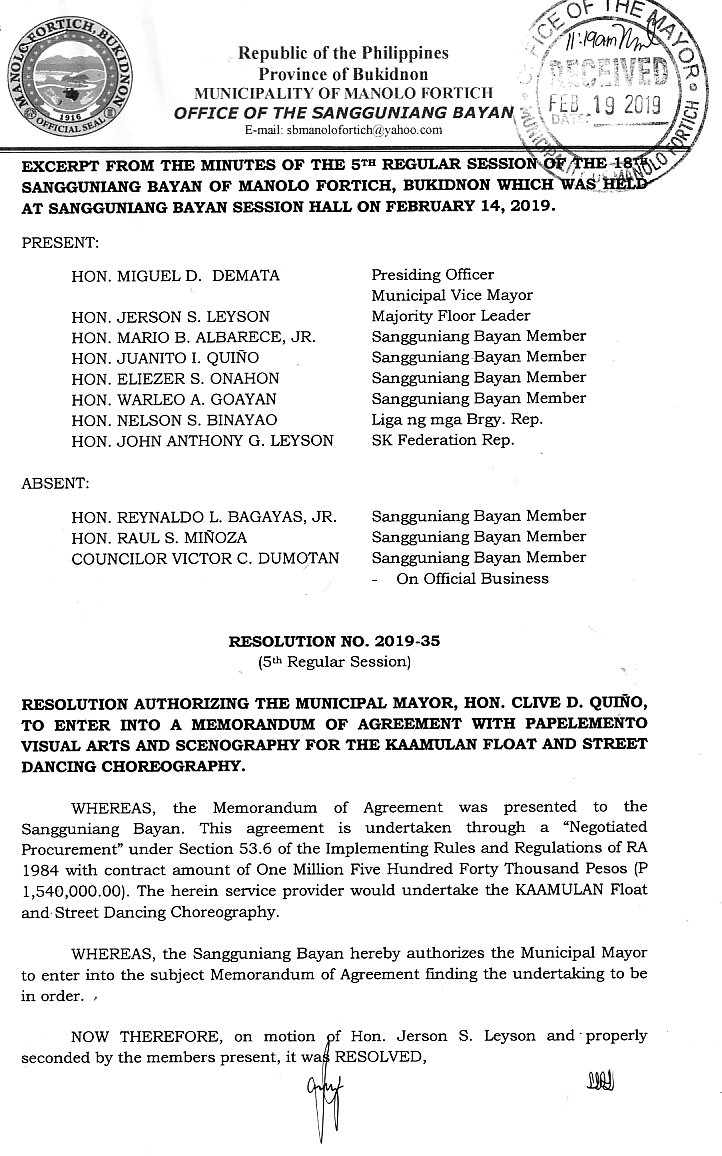 MANOLO FORTICH, BUKIDNON
1916
OFFICIAL SEAL
Republic of the Philippines
Province of Bukidnon
MUNICIPALITY OF MANOLO FORTICH
OFFICE OF THE SANGGUNIANG BAYAN
E-mail: sbmanolofortich@yahoo.com
OFFICE OF THE MAYOR
11:19am
RECEIVED
FEB 19 2019
DATE:
MANOLO FORTICH
EXCERPT FROM THE MINUTES OF THE 5TH REGULAR SESSION OF THE 18TH
SANGGUNIANG BAYAN OF MANOLO FORTICH, BUKIDNON WHICH WAS HELD
AT SANGGUNIANG BAYAN SESSION HALL ON FEBRUARY 14, 2019.
PRESENT:
HON. MIGUEL D. DEMATA Presiding Officer
Municipal Vice Mayor
HON. JERSON S. LEYSON Majority Floor Leader
HON. MARIO B. ALBARECE, JR. Sangguniang Bayan Member
HON. JUANITO I. QUIÑO Sangguniang Bayan Member
HON. ELIEZER S. ONAHON Sangguniang Bayan Member
HON. WARLEO A. GOAYAN Sangguniang Bayan Member
HON. NELSON S. BINAYAO Liga ng mga Brgy. Rep.
HON. JOHN ANTHONY G. LEYSON SK Federation Rep.
ABSENT:
HON. REYNALDO L. BAGAYAS, JR. Sangguniang Bayan Member
HON. RAUL S. MIÑOZA Sangguniang Bayan Member
COUNCILOR VICTOR C. DUMOTAN Sangguniang Bayan Member
- On Official Business
RESOLUTION NO. 2019-35
(5th Regular Session)
RESOLUTION AUTHORIZING THE MUNICIPAL MAYOR, HON. CLIVE D. QUIÑO,
TO ENTER INTO A MEMORANDUM OF AGREEMENT WITH PAPELEMENTO
VISUAL ARTS AND SCENOGRAPHY FOR THE KAAMULAN FLOAT AND STREET
DANCING CHOREOGRAPHY.
WHEREAS, the Memorandum of Agreement was presented to the
Sangguniang Bayan. This agreement is undertaken through a “Negotiated
Procurement” under Section 53.6 of the Implementing Rules and Regulations of RA
1984 with contract amount of One Million Five Hundred Forty Thousand Pesos (P
1,540,000.00). The herein service provider would undertake the KAAMULAN Float
and Street Dancing Choreography.
WHEREAS, the Sangguniang Bayan hereby authorizes the Municipal Mayor
to enter into the subject Memorandum of Agreement finding the undertaking to be
in order.
NOW THEREFORE, on motion of Hon. Jerson S. Leyson and properly
seconded by the members present, it was RESOLVED,